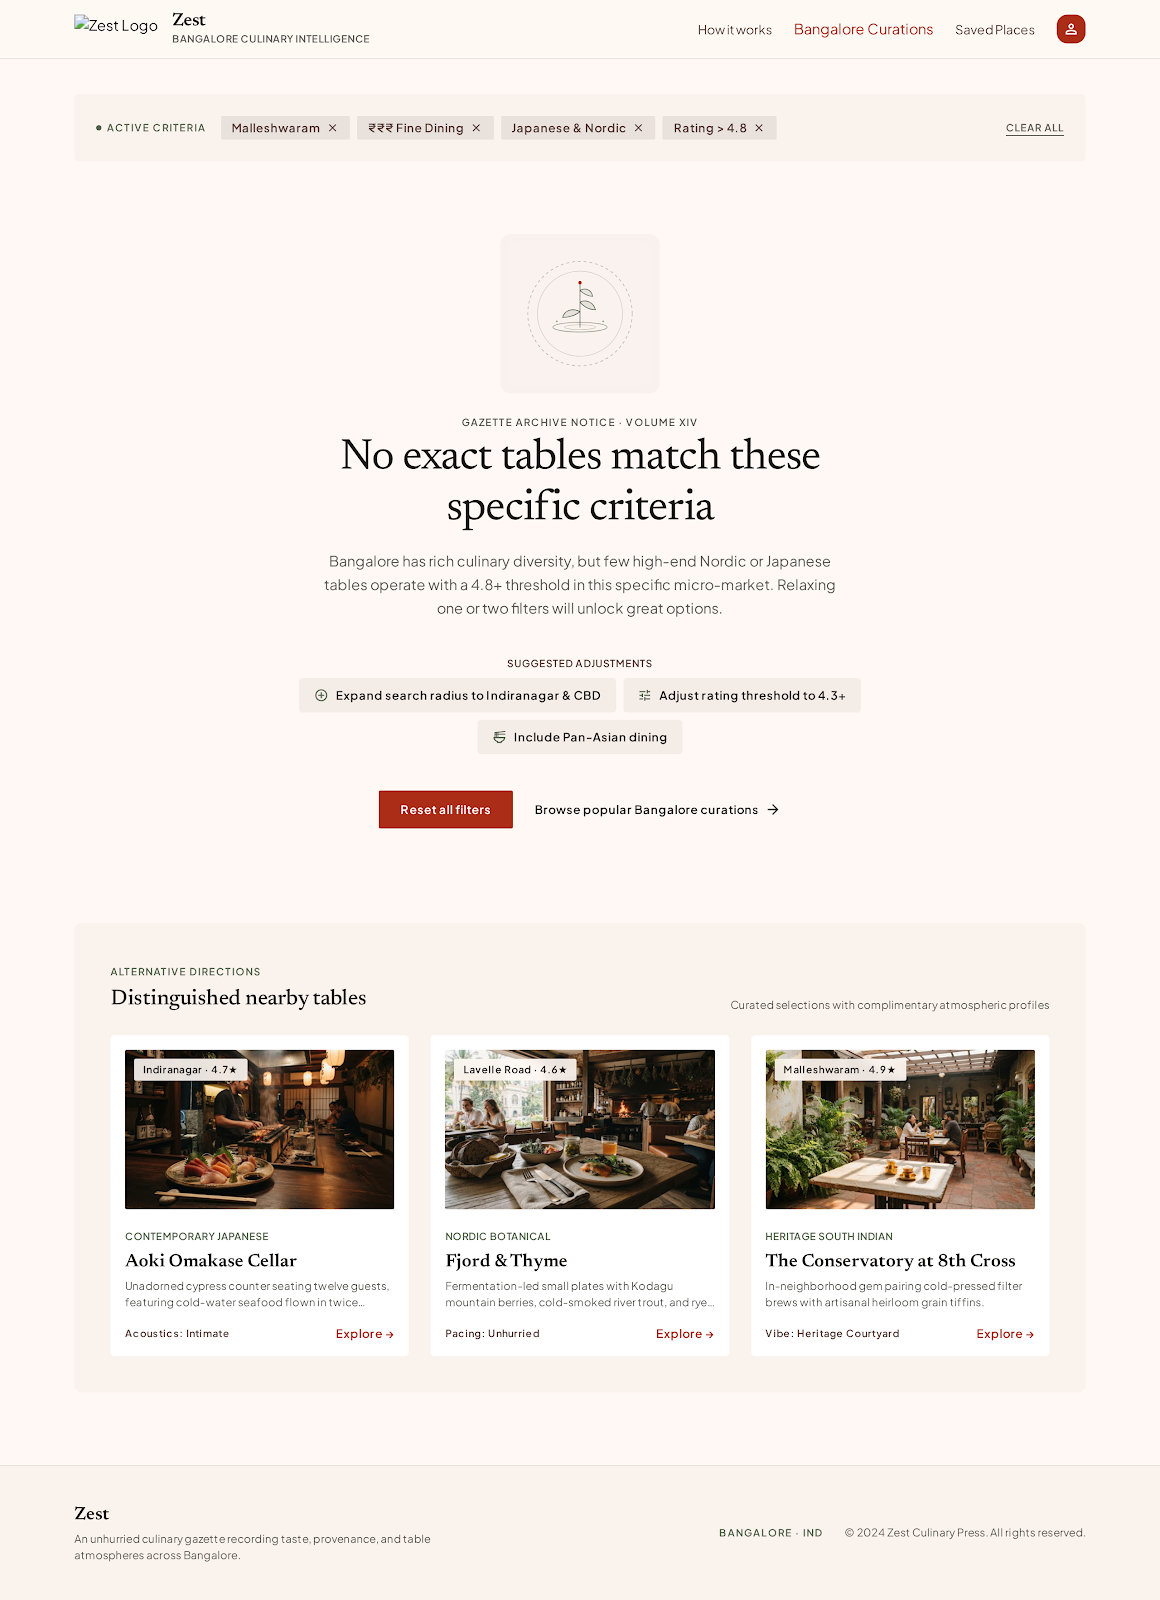 Zest Logo
Zest
BANGALORE CULINARY INTELLIGENCE
How it works
Bangalore Curations
Saved Places
ACTIVE CRITERIA
Malleshwaram ×
₹₹₹ Fine Dining ×
Japanese & Nordic ×
Rating > 4.8 ×
CLEAR ALL
GAZETTE ARCHIVE NOTICE · VOLUME XIV
No exact tables match these
specific criteria
Bangalore has rich culinary diversity, but few high-end Nordic or Japanese
tables operate with a 4.8+ threshold in this specific micro-market. Relaxing
one or two filters will unlock great options.
SUGGESTED ADJUSTMENTS
Expand search radius to Indiranagar & CBD
Adjust rating threshold to 4.3+
Include Pan-Asian dining
Reset all filters
Browse popular Bangalore curations →
ALTERNATIVE DIRECTIONS
Distinguished nearby tables
Curated selections with complimentary atmospheric profiles
Indiranagar · 4.7★
CONTEMPORARY JAPANESE
Aoki Omakase Cellar
Unadorned cypress counter seating twelve guests,
featuring cold-water seafood flown in twice…
Acoustics: Intimate
Explore →
Lavelle Road · 4.6★
NORDIC BOTANICAL
Fjord & Thyme
Fermentation-led small plates with Kodagu
mountain berries, cold-smoked river trout, and rye…
Pacing: Unhurried
Explore →
Malleshwaram · 4.9★
HERITAGE SOUTH INDIAN
The Conservatory at 8th Cross
In-neighborhood gem pairing cold-pressed filter
brews with artisanal heirloom grain tiffins.
Vibe: Heritage Courtyard
Explore →
Zest
An unhurried culinary gazette recording taste, provenance, and table
atmospheres across Bangalore.
BANGALORE · IND
© 2024 Zest Culinary Press. All rights reserved.